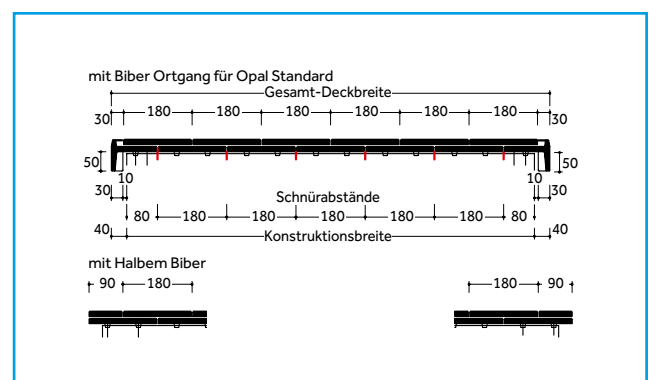 mit Biber Ortgang für Opal Standard
Gesamt-Deckbreite
30 180 180 180 180 180 180 30
50 50
10 10
30 Schnürabstände 30
80 180 180 180 180 180 80
40 Konstruktionsbreite 40
mit Halbem Biber
90 180 180 90